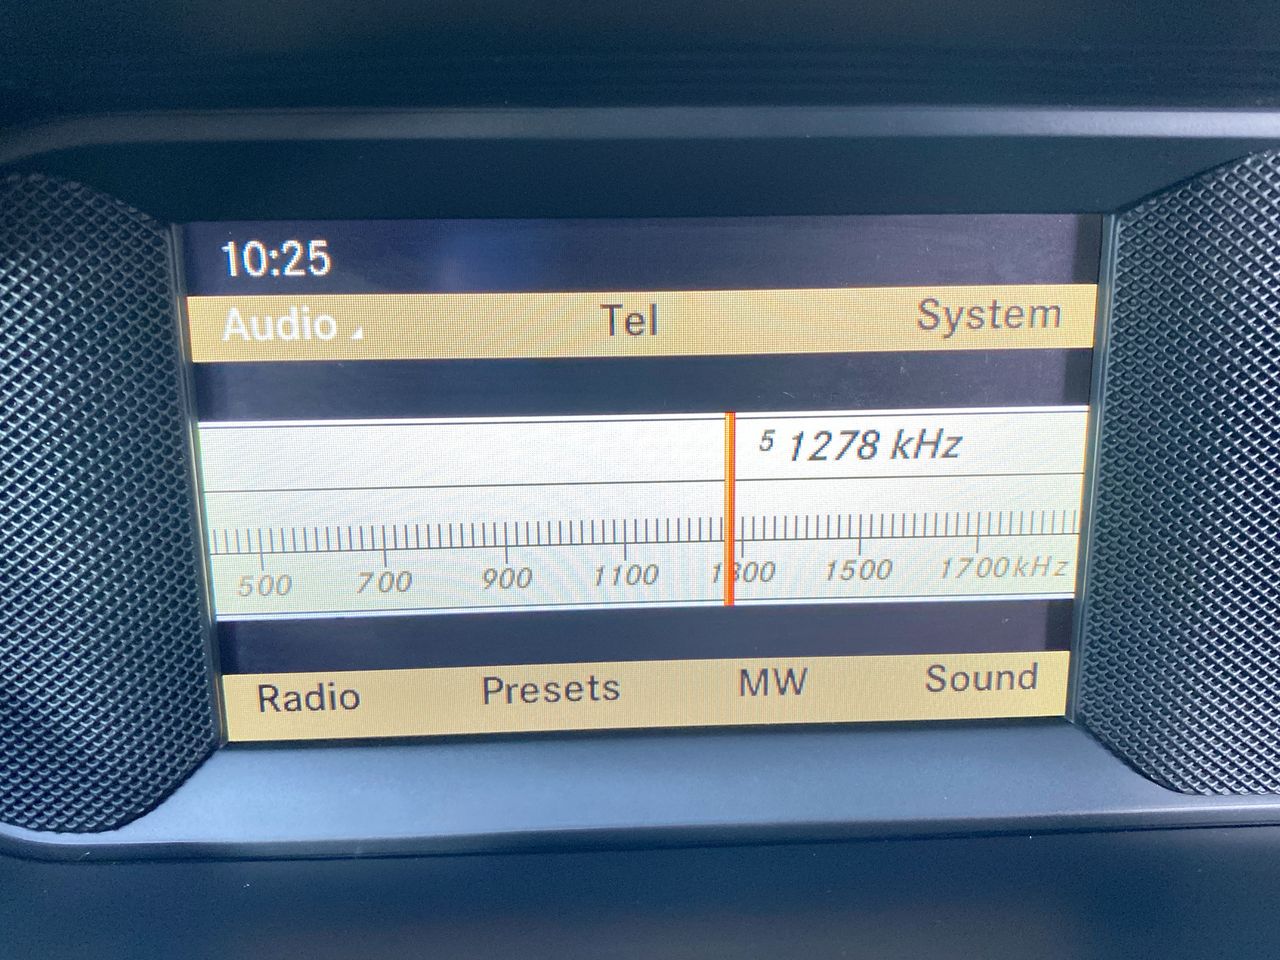 10:25
Audio Tel System
5 1278 kHz
500 700 900 1100 1300 1500 1700 kHz
Radio Presets MW Sound